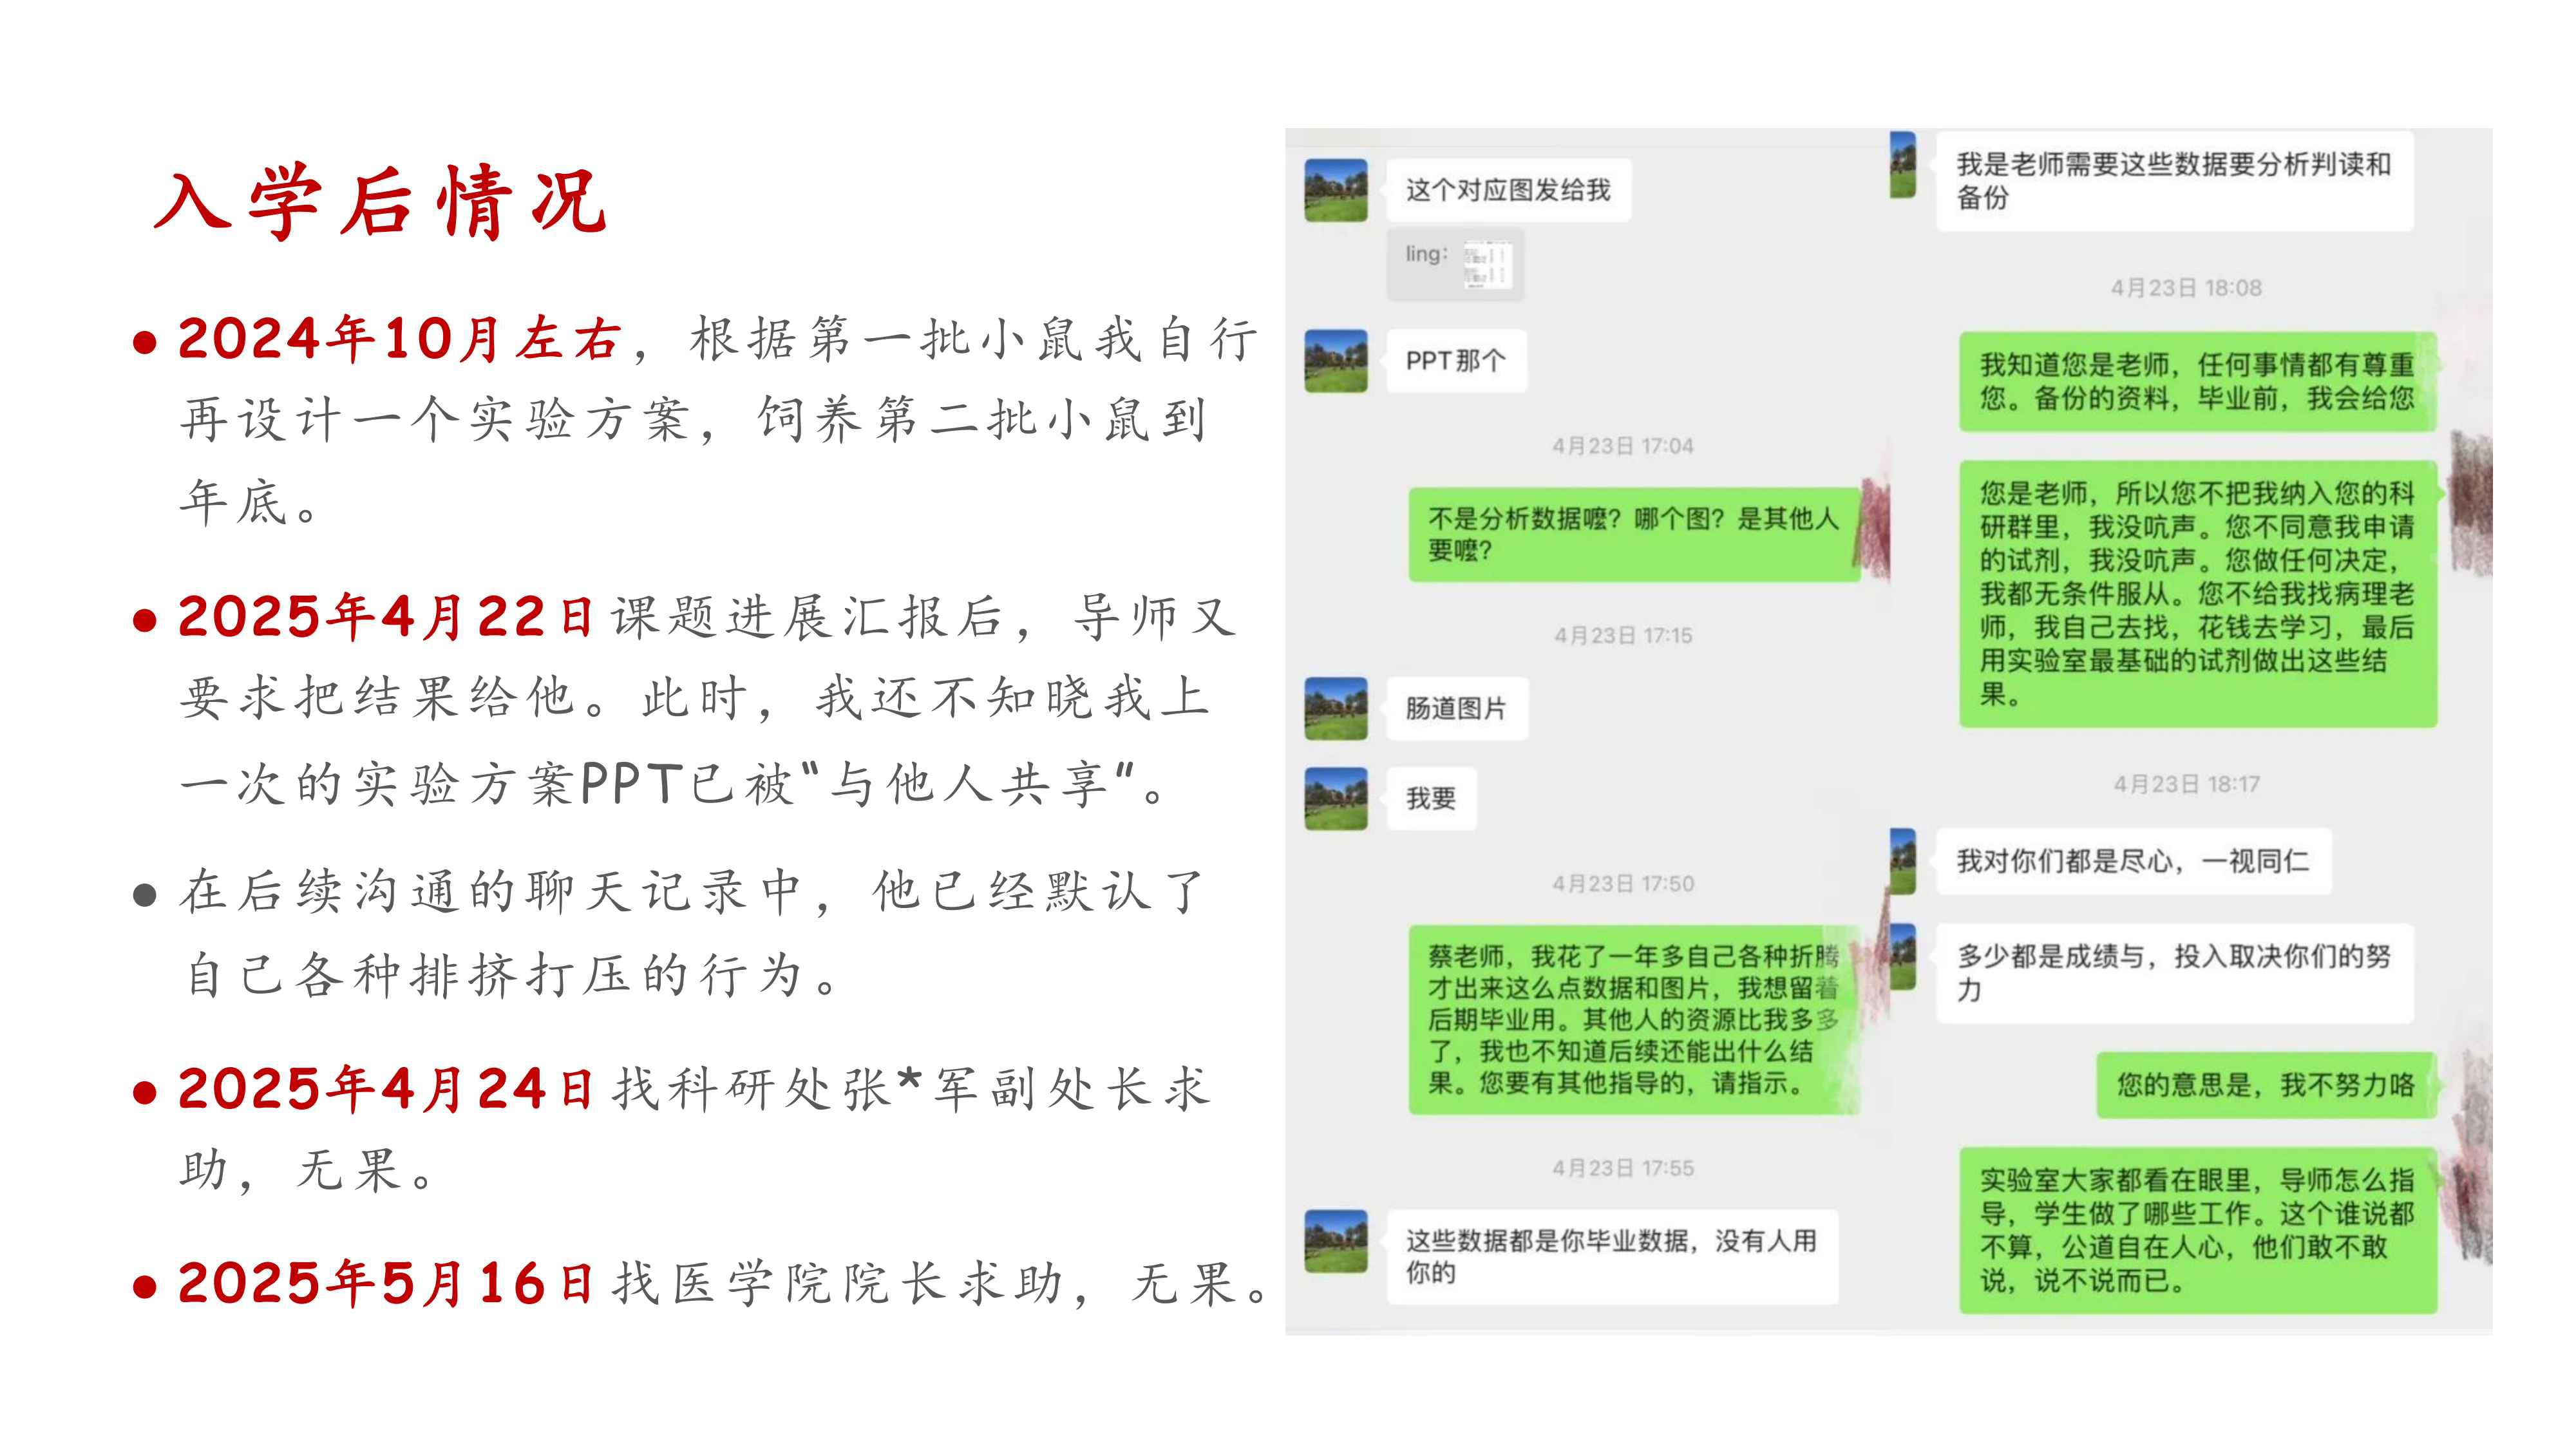 入学后情况
2024年10月左右，根据第一批小鼠我自行
再设计一个实验方案，饲养第二批小鼠到
年底。
2025年4月22日课题进展汇报后，导师又
要求把结果给他。此时，我还不知晓我上
一次的实验方案PPT已被“与他人共享”。
在后续沟通的聊天记录中，他已经默认了
自己各种排挤打压的行为。
2025年4月24日找科研处张*军副处长求
助，无果。
2025年5月16日找医学院院长求助，无果。
这个对应图发给我
ling:
PPT那个
4月23日 17:04
不是分析数据嚒？哪个图？是其他人
要嚒？
4月23日 17:15
肠道图片
我要
4月23日 17:50
蔡老师，我花了一年多自己各种折腾
才出来这么点数据和图片，我想留着
后期毕业用。其他人的资源比我多多
了，我也不知道后续还能出什么结
果。您要有其他指导的，请指示。
4月23日 17:55
这些数据都是你毕业数据，没有人用
你的
我是老师需要这些数据要分析判读和
备份
4月23日 18:08
我知道您是老师，任何事情都有尊重
您。备份的资料，毕业前，我会给您
您是老师，所以您不把我纳入您的科
研群里，我没吭声。您不同意我申请
的试剂，我没吭声。您做任何决定，
我都无条件服从。您不给我找病理老
师，我自己去找，花钱去学习，最后
用实验室最基础的试剂做出这些结
果。
4月23日 18:17
我对你们都是尽心，一视同仁
多少都是成绩与，投入取决你们的努
力
您的意思是，我不努力咯
实验室大家都看在眼里，导师怎么指
导，学生做了哪些工作。这个谁说都
不算，公道自在人心，他们敢不敢
说，说不说而已。